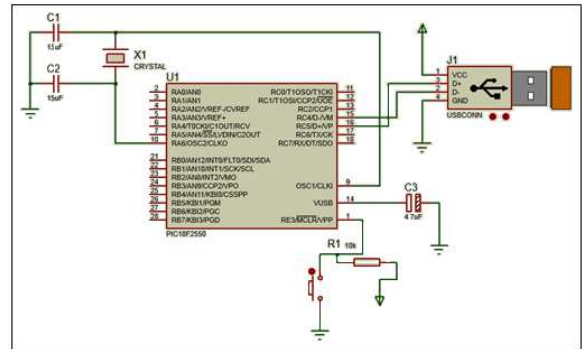 C1
15uF
X1
CRYSTAL
C2
15uF
U1
2 RA0/AN0
3 RA1/AN1
4 RA2/AN2/VREF-/CVREF
5 RA3/AN3/VREF+
6 RA4/T0CKI/C1OUT/RCV
7 RA5/AN4/SS/LVDIN/C2OUT
10 RA6/OSC2/CLKO
21 RB0/AN12/INT0/FLT0/SDI/SDA
22 RB1/AN10/INT1/SCK/SCL
23 RB2/AN8/INT2/VMO
24 RB3/AN9/CCP2/VPO
25 RB4/AN11/KBI0/CSSPP
26 RB5/KBI1/PGM
27 RB6/KBI2/PGC
28 RB7/KBI3/PGD
RC0/T1OSO/T1CKI 11
RC1/T1OSI/CCP2/UOE 12
RC2/CCP1 13
RC4/D-/VM 15
RC5/D+/VP 16
RC6/TX/CK 17
RC7/RX/DT/SDO 18
OSC1/CLKI 9
VUSB 14
RE3/MCLR/VPP 1
PIC18F2550
J1
1 VCC
3 D+
2 D-
4 GND
USBCONN
C3
4.7uF
R1 10k